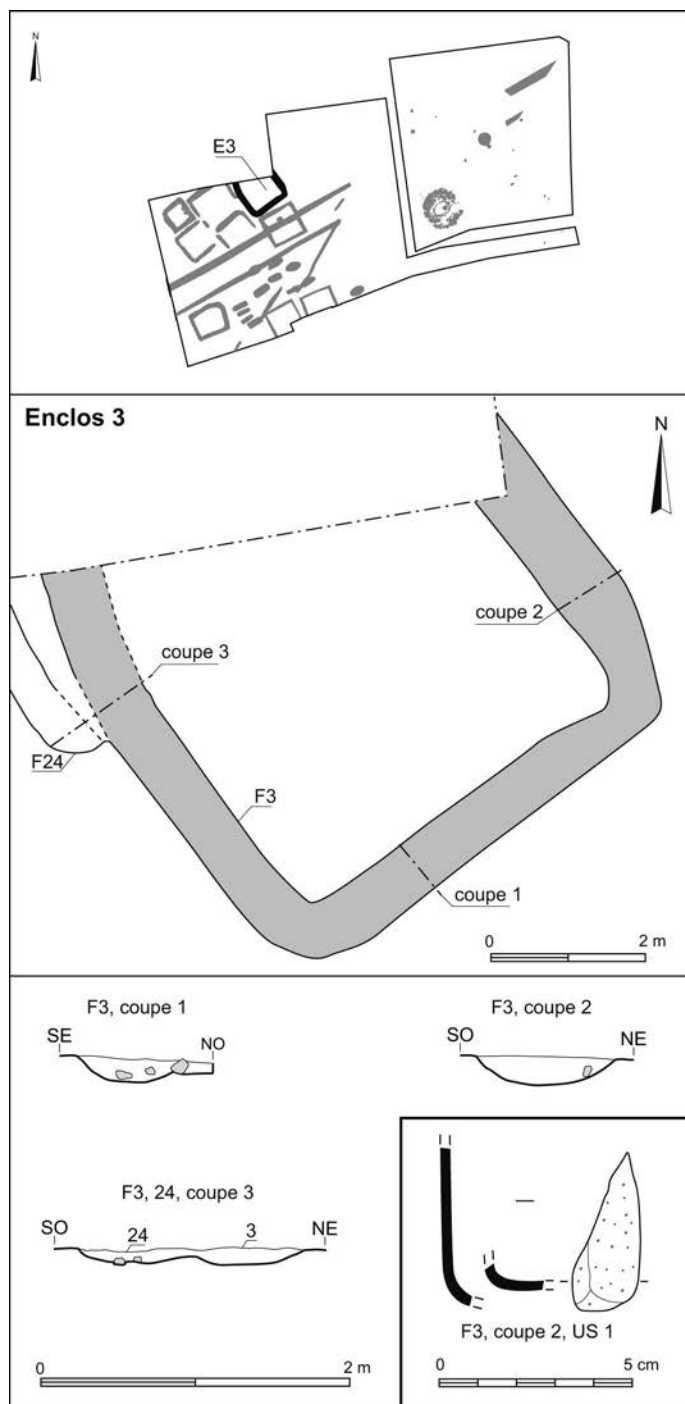 N
E3
Enclos 3
N
coupe 2
coupe 3
F24
F3
coupe 1
0 2 m
F3, coupe 1
SE NO
F3, coupe 2
SO NE
F3, 24, coupe 3
SO 24 3 NE
0 2 m
F3, coupe 2, US 1
0 5 cm